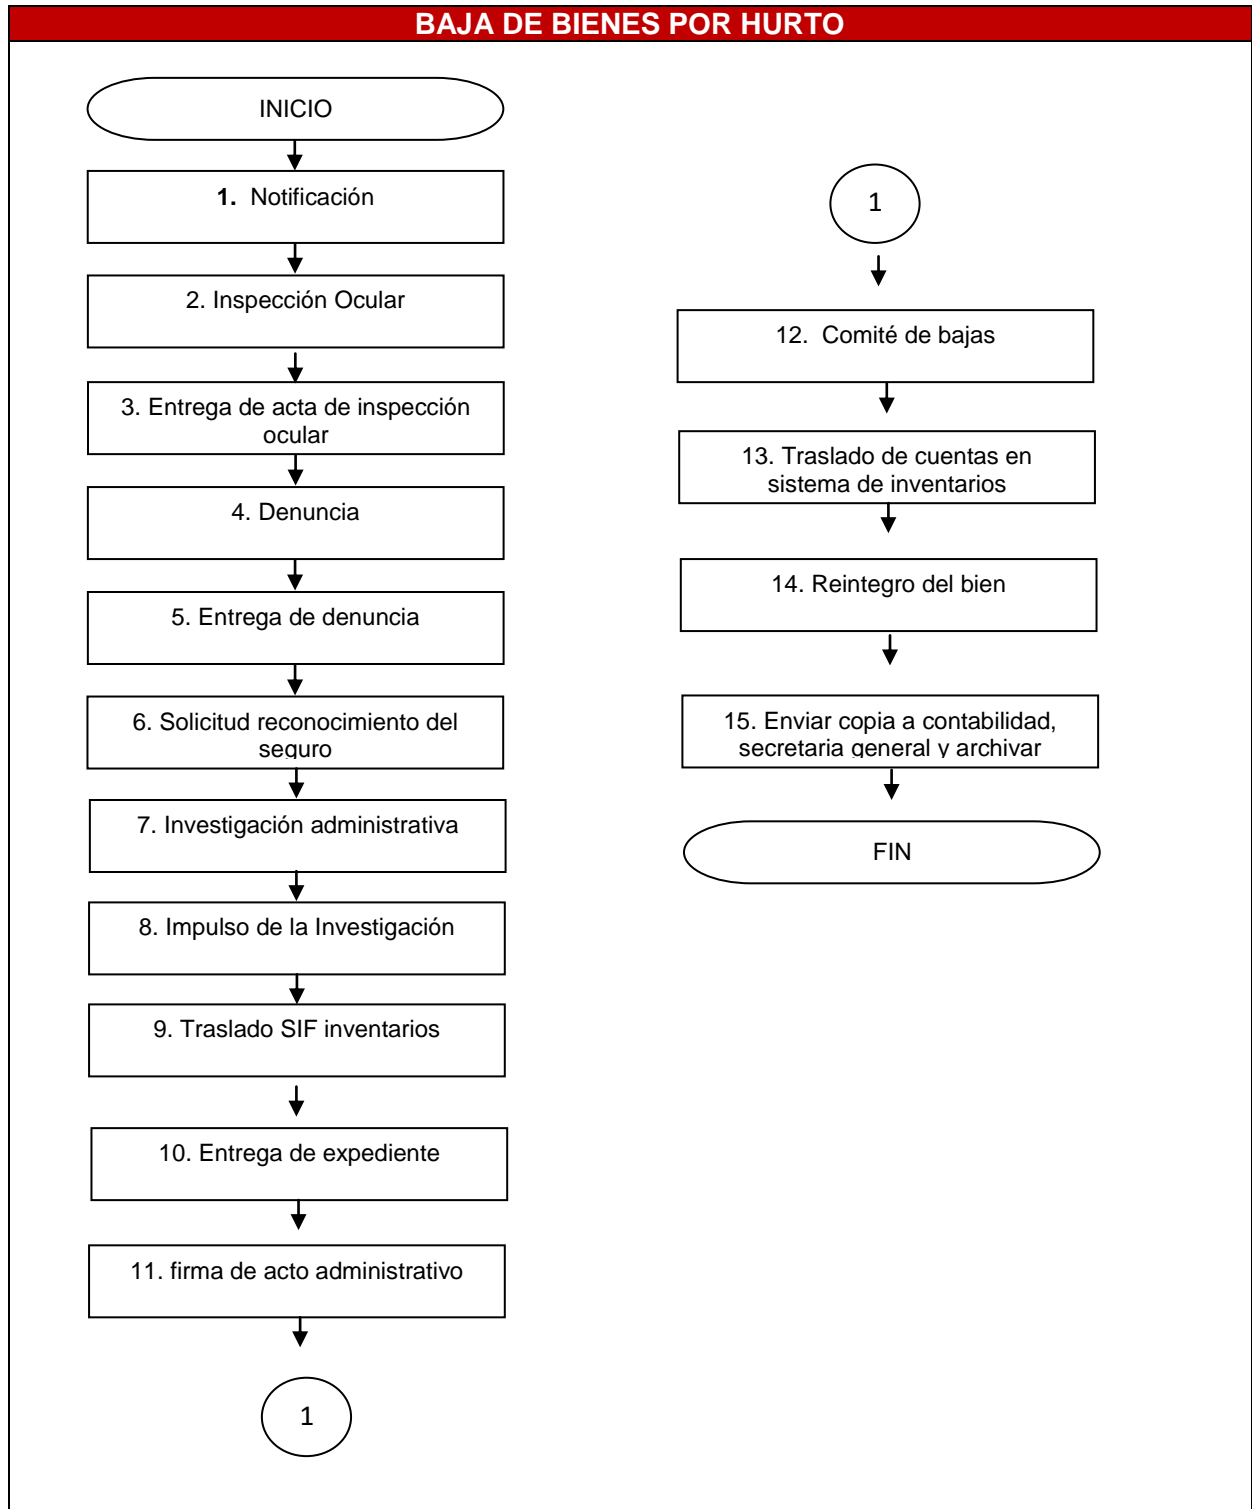 BAJA DE BIENES POR HURTO
INICIO
1. Notificación
2. Inspección Ocular
3. Entrega de acta de inspección
ocular
4. Denuncia
5. Entrega de denuncia
6. Solicitud reconocimiento del
seguro
7. Investigación administrativa
8. Impulso de la Investigación
9. Traslado SIF inventarios
10. Entrega de expediente
11. firma de acto administrativo
1
1
12. Comité de bajas
13. Traslado de cuentas en
sistema de inventarios
14. Reintegro del bien
15. Enviar copia a contabilidad,
secretaria general y archivar
FIN